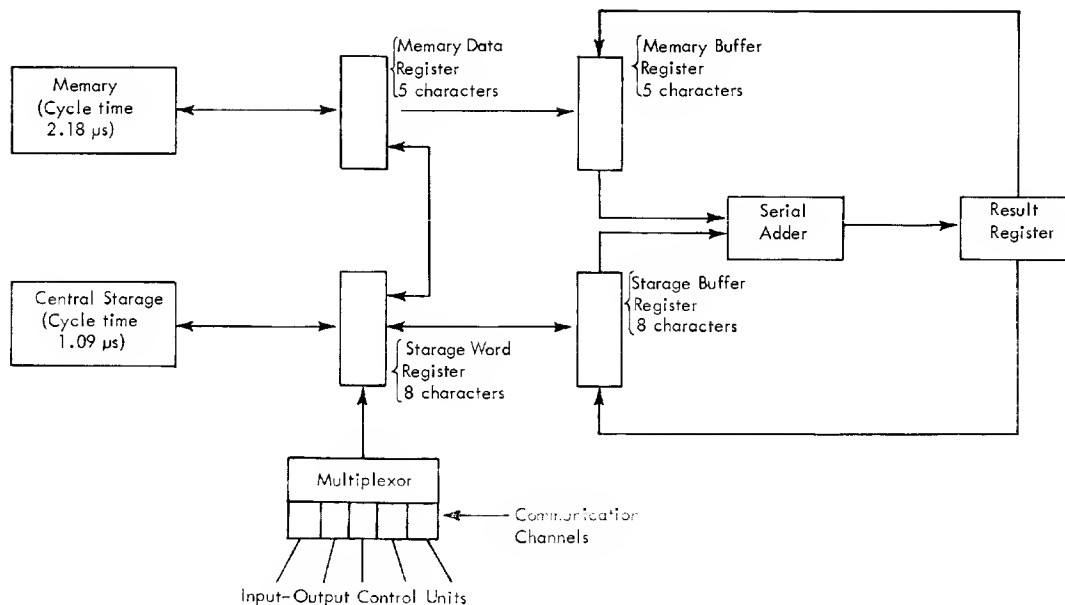 Memory
(Cycle time
2.18 µs)
Memary Data
Register
5 characters
Memary Buffer
Register
5 characters
Serial
Adder
Result
Register
Central Starage
(Cycle time
1.09 µs)
Starage Word
Register
8 characters
Starage Buffer
Register
8 characters
Multiplexor
Communication
Channels
Input-Output Control Units